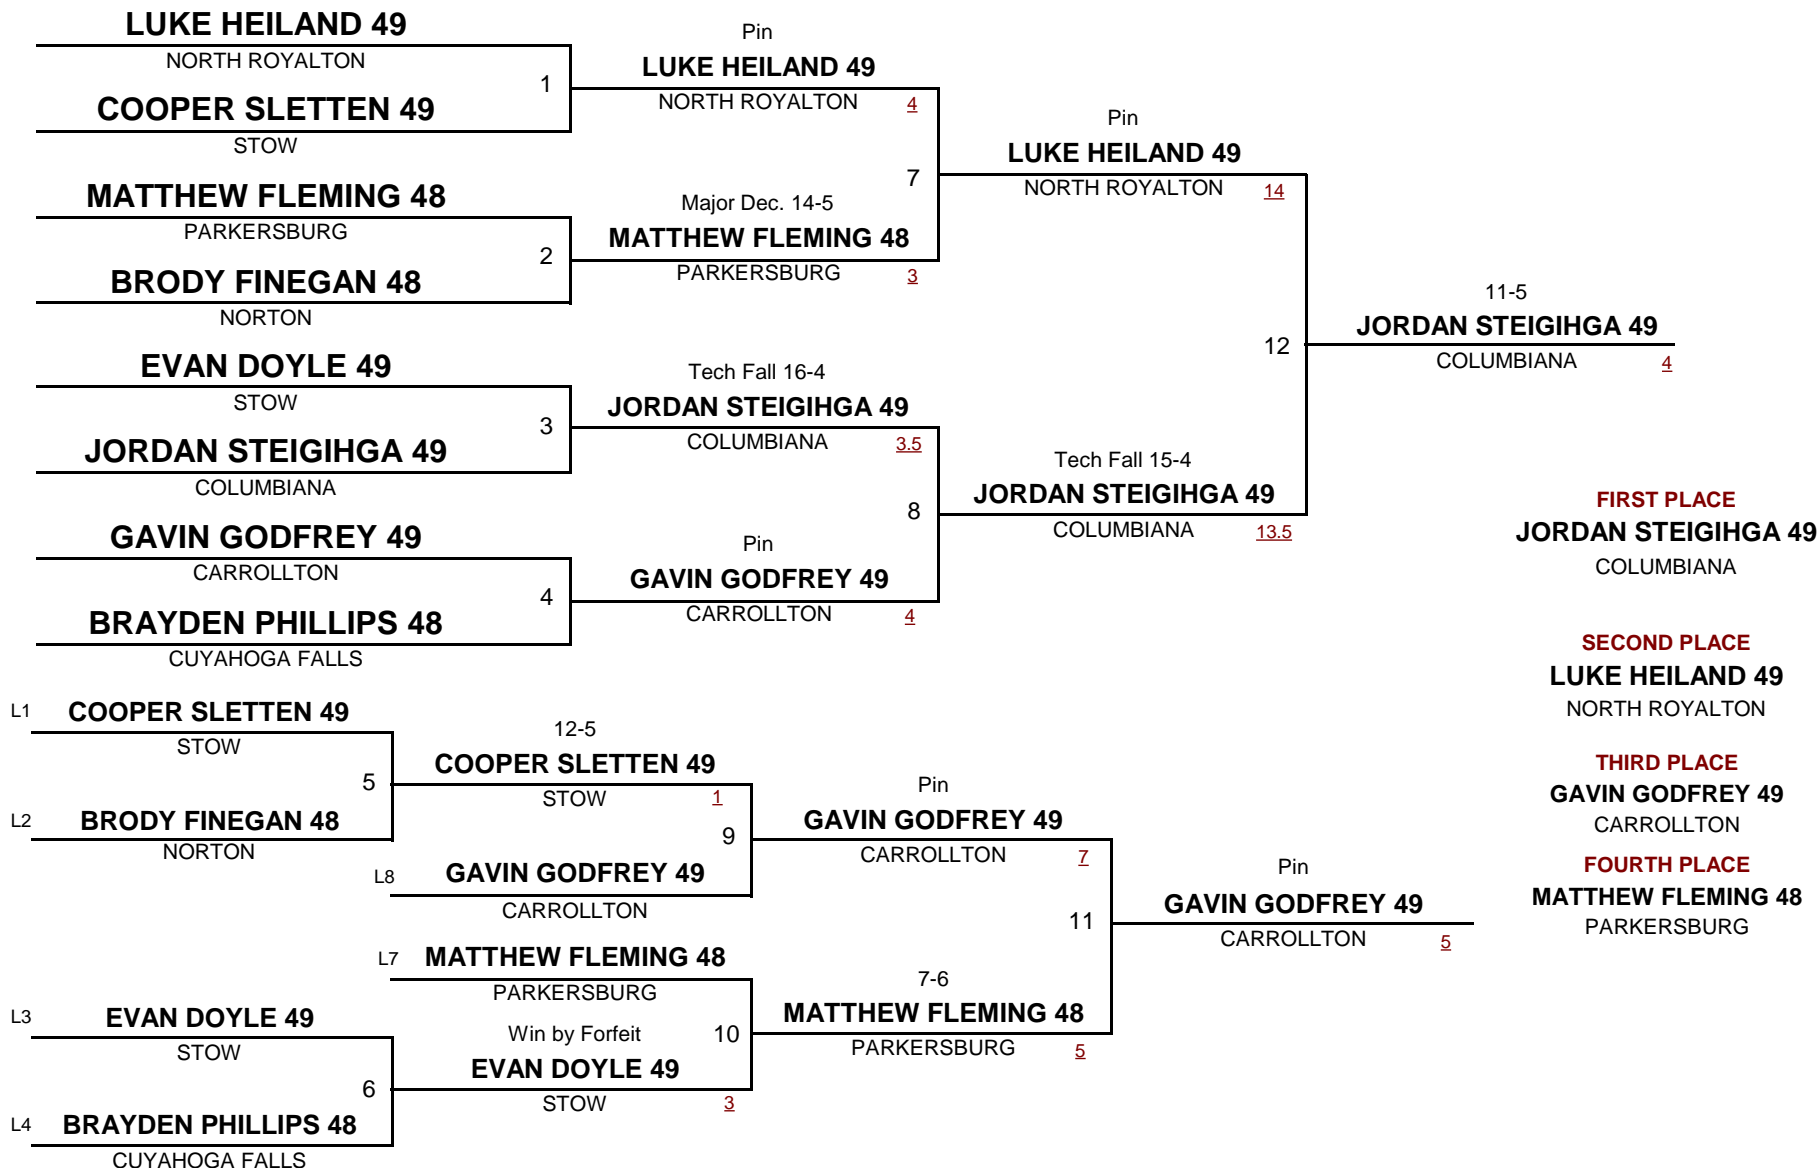 LUKE HEILAND 49
NORTH ROYALTON
1
COOPER SLETTEN 49
STOW
Pin
LUKE HEILAND 49
NORTH ROYALTON 4
MATTHEW FLEMING 48
PARKERSBURG
2
BRODY FINEGAN 48
NORTON
7
Major Dec. 14-5
MATTHEW FLEMING 48
PARKERSBURG 3
Pin
LUKE HEILAND 49
NORTH ROYALTON 14
EVAN DOYLE 49
STOW
3
JORDAN STEIGIHGA 49
COLUMBIANA
Tech Fall 16-4
JORDAN STEIGIHGA 49
COLUMBIANA 3.5
GAVIN GODFREY 49
CARROLLTON
4
BRAYDEN PHILLIPS 48
CUYAHOGA FALLS
8
Pin
GAVIN GODFREY 49
CARROLLTON 4
Tech Fall 15-4
JORDAN STEIGIHGA 49
COLUMBIANA 13.5
12
11-5
JORDAN STEIGIHGA 49
COLUMBIANA 4
FIRST PLACE
JORDAN STEIGIHGA 49
COLUMBIANA
SECOND PLACE
LUKE HEILAND 49
NORTH ROYALTON
THIRD PLACE
GAVIN GODFREY 49
CARROLLTON
FOURTH PLACE
MATTHEW FLEMING 48
PARKERSBURG
L1 COOPER SLETTEN 49
STOW
5
L2 BRODY FINEGAN 48
NORTON
12-5
COOPER SLETTEN 49
STOW 1
9
L8 GAVIN GODFREY 49
CARROLLTON
Pin
GAVIN GODFREY 49
CARROLLTON 7
L7 MATTHEW FLEMING 48
PARKERSBURG
10
L3 EVAN DOYLE 49
STOW
6
L4 BRAYDEN PHILLIPS 48
CUYAHOGA FALLS
Win by Forfeit
EVAN DOYLE 49
STOW 3
7-6
MATTHEW FLEMING 48
PARKERSBURG 5
11
Pin
GAVIN GODFREY 49
CARROLLTON 5